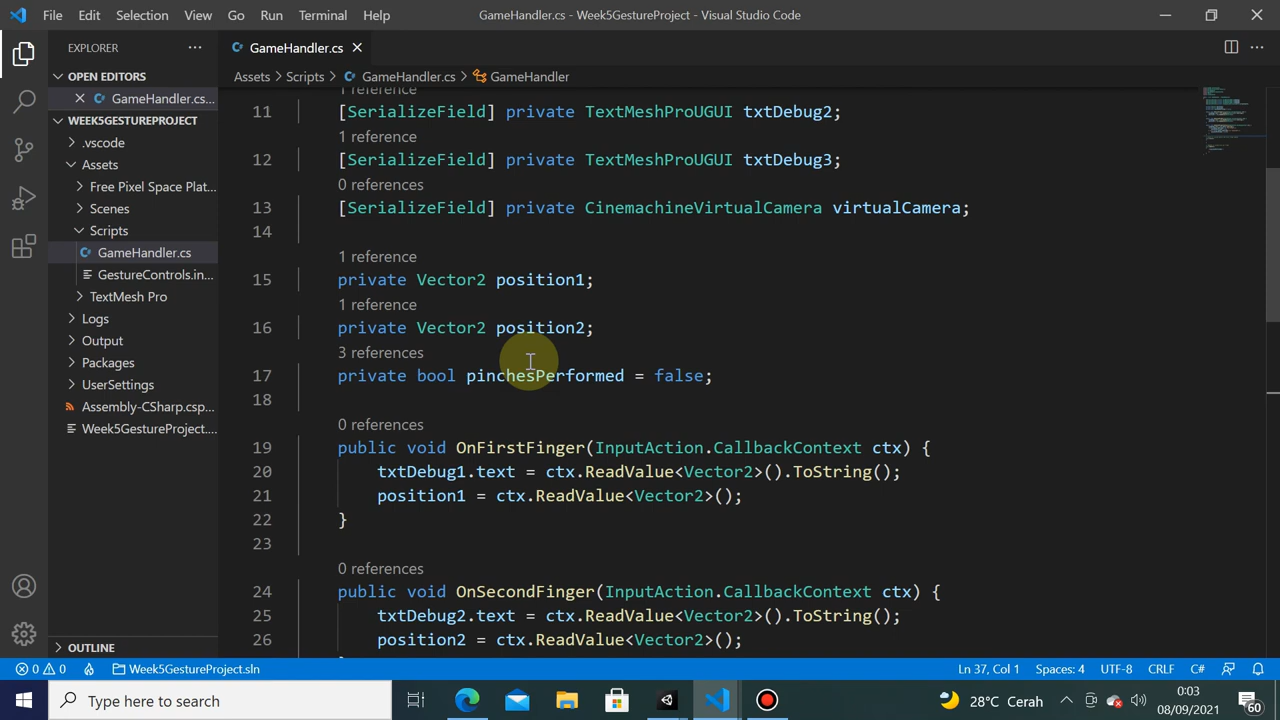 File Edit Selection View Go Run Terminal Help
GameHandler.cs - Week5GestureProject - Visual Studio Code
EXPLORER
OPEN EDITORS
GameHandler.cs...
WEEK5GESTUREPROJECT
.vscode
Assets
Free Pixel Space Plat...
Scenes
Scripts
GameHandler.cs
GestureControls.in...
TextMesh Pro
Logs
Output
Packages
UserSettings
Assembly-CSharp.csp...
Week5GestureProject....
OUTLINE
GameHandler.cs
Assets > Scripts > GameHandler.cs > GameHandler
1 reference
11 [SerializeField] private TextMeshProUGUI txtDebug2;
1 reference
12 [SerializeField] private TextMeshProUGUI txtDebug3;
0 references
13 [SerializeField] private CinemachineVirtualCamera virtualCamera;
14
1 reference
15 private Vector2 position1;
1 reference
16 private Vector2 position2;
3 references
17 private bool pinchesPerformed = false;
18
0 references
19 public void OnFirstFinger(InputAction.CallbackContext ctx) {
20 txtDebug1.text = ctx.ReadValue<Vector2>().ToString();
21 position1 = ctx.ReadValue<Vector2>();
22 }
23
0 references
24 public void OnSecondFinger(InputAction.CallbackContext ctx) {
25 txtDebug2.text = ctx.ReadValue<Vector2>().ToString();
26 position2 = ctx.ReadValue<Vector2>();
0 0 Week5GestureProject.sln
Ln 37, Col 1 Spaces: 4 UTF-8 CRLF C#
Type here to search
28°C Cerah
0:03
08/09/2021
60